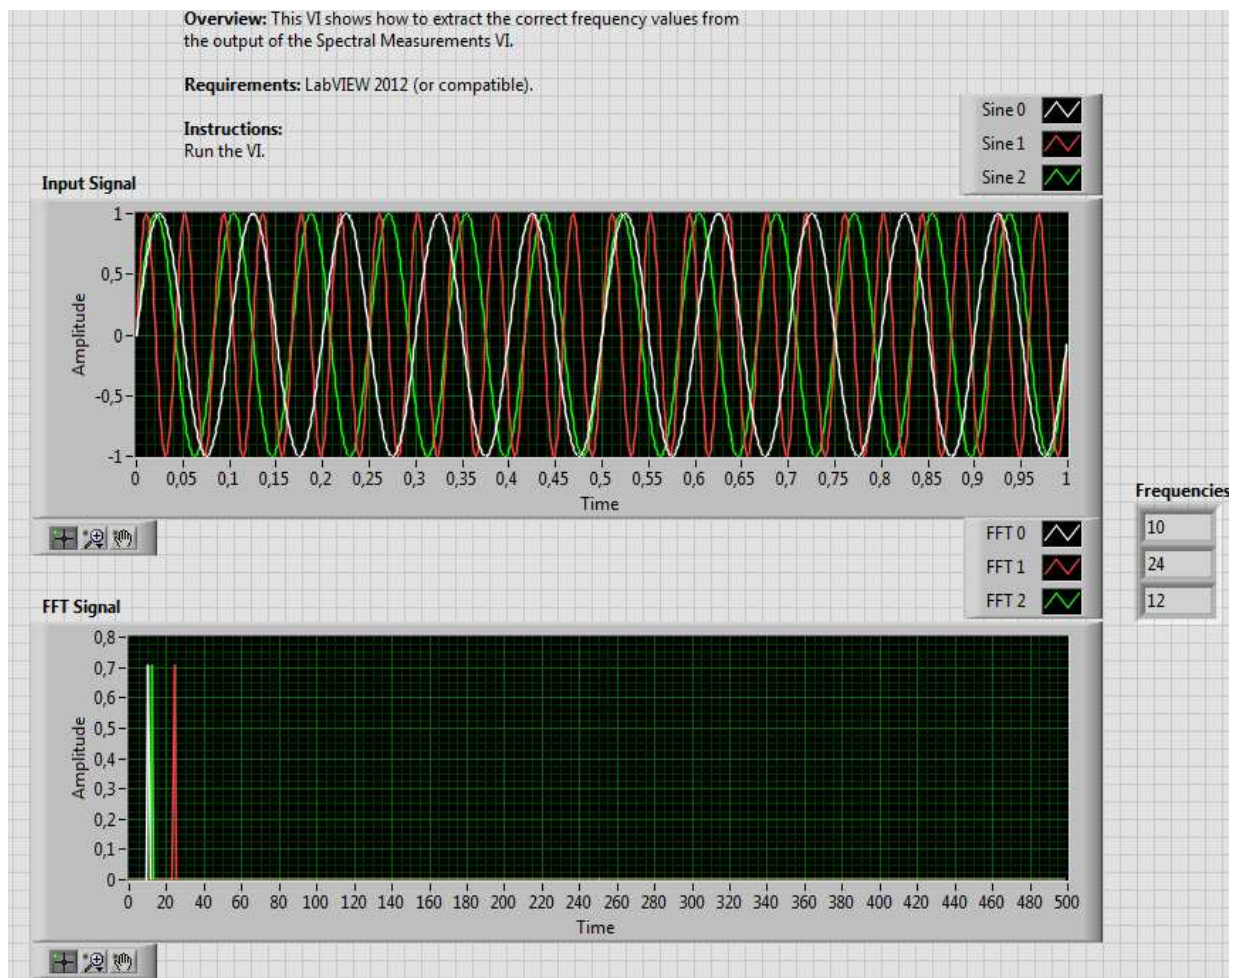 Overview: This VI shows how to extract the correct frequency values from
the output of the Spectral Measurements VI.
Requirements: LabVIEW 2012 (or compatible).
Instructions:
Run the VI.
Sine 0
Sine 1
Sine 2
Input Signal
Amplitude
1
0,5
0
-0,5
-1
0 0,05 0,1 0,15 0,2 0,25 0,3 0,35 0,4 0,45 0,5 0,55 0,6 0,65 0,7 0,75 0,8 0,85 0,9 0,95 1
Time
Frequencies
10
24
12
FFT 0
FFT 1
FFT 2
FFT Signal
Amplitude
0,8
0,7
0,6
0,5
0,4
0,3
0,2
0,1
0
0 20 40 60 80 100 120 140 160 180 200 220 240 260 280 300 320 340 360 380 400 420 440 460 480 500
Time